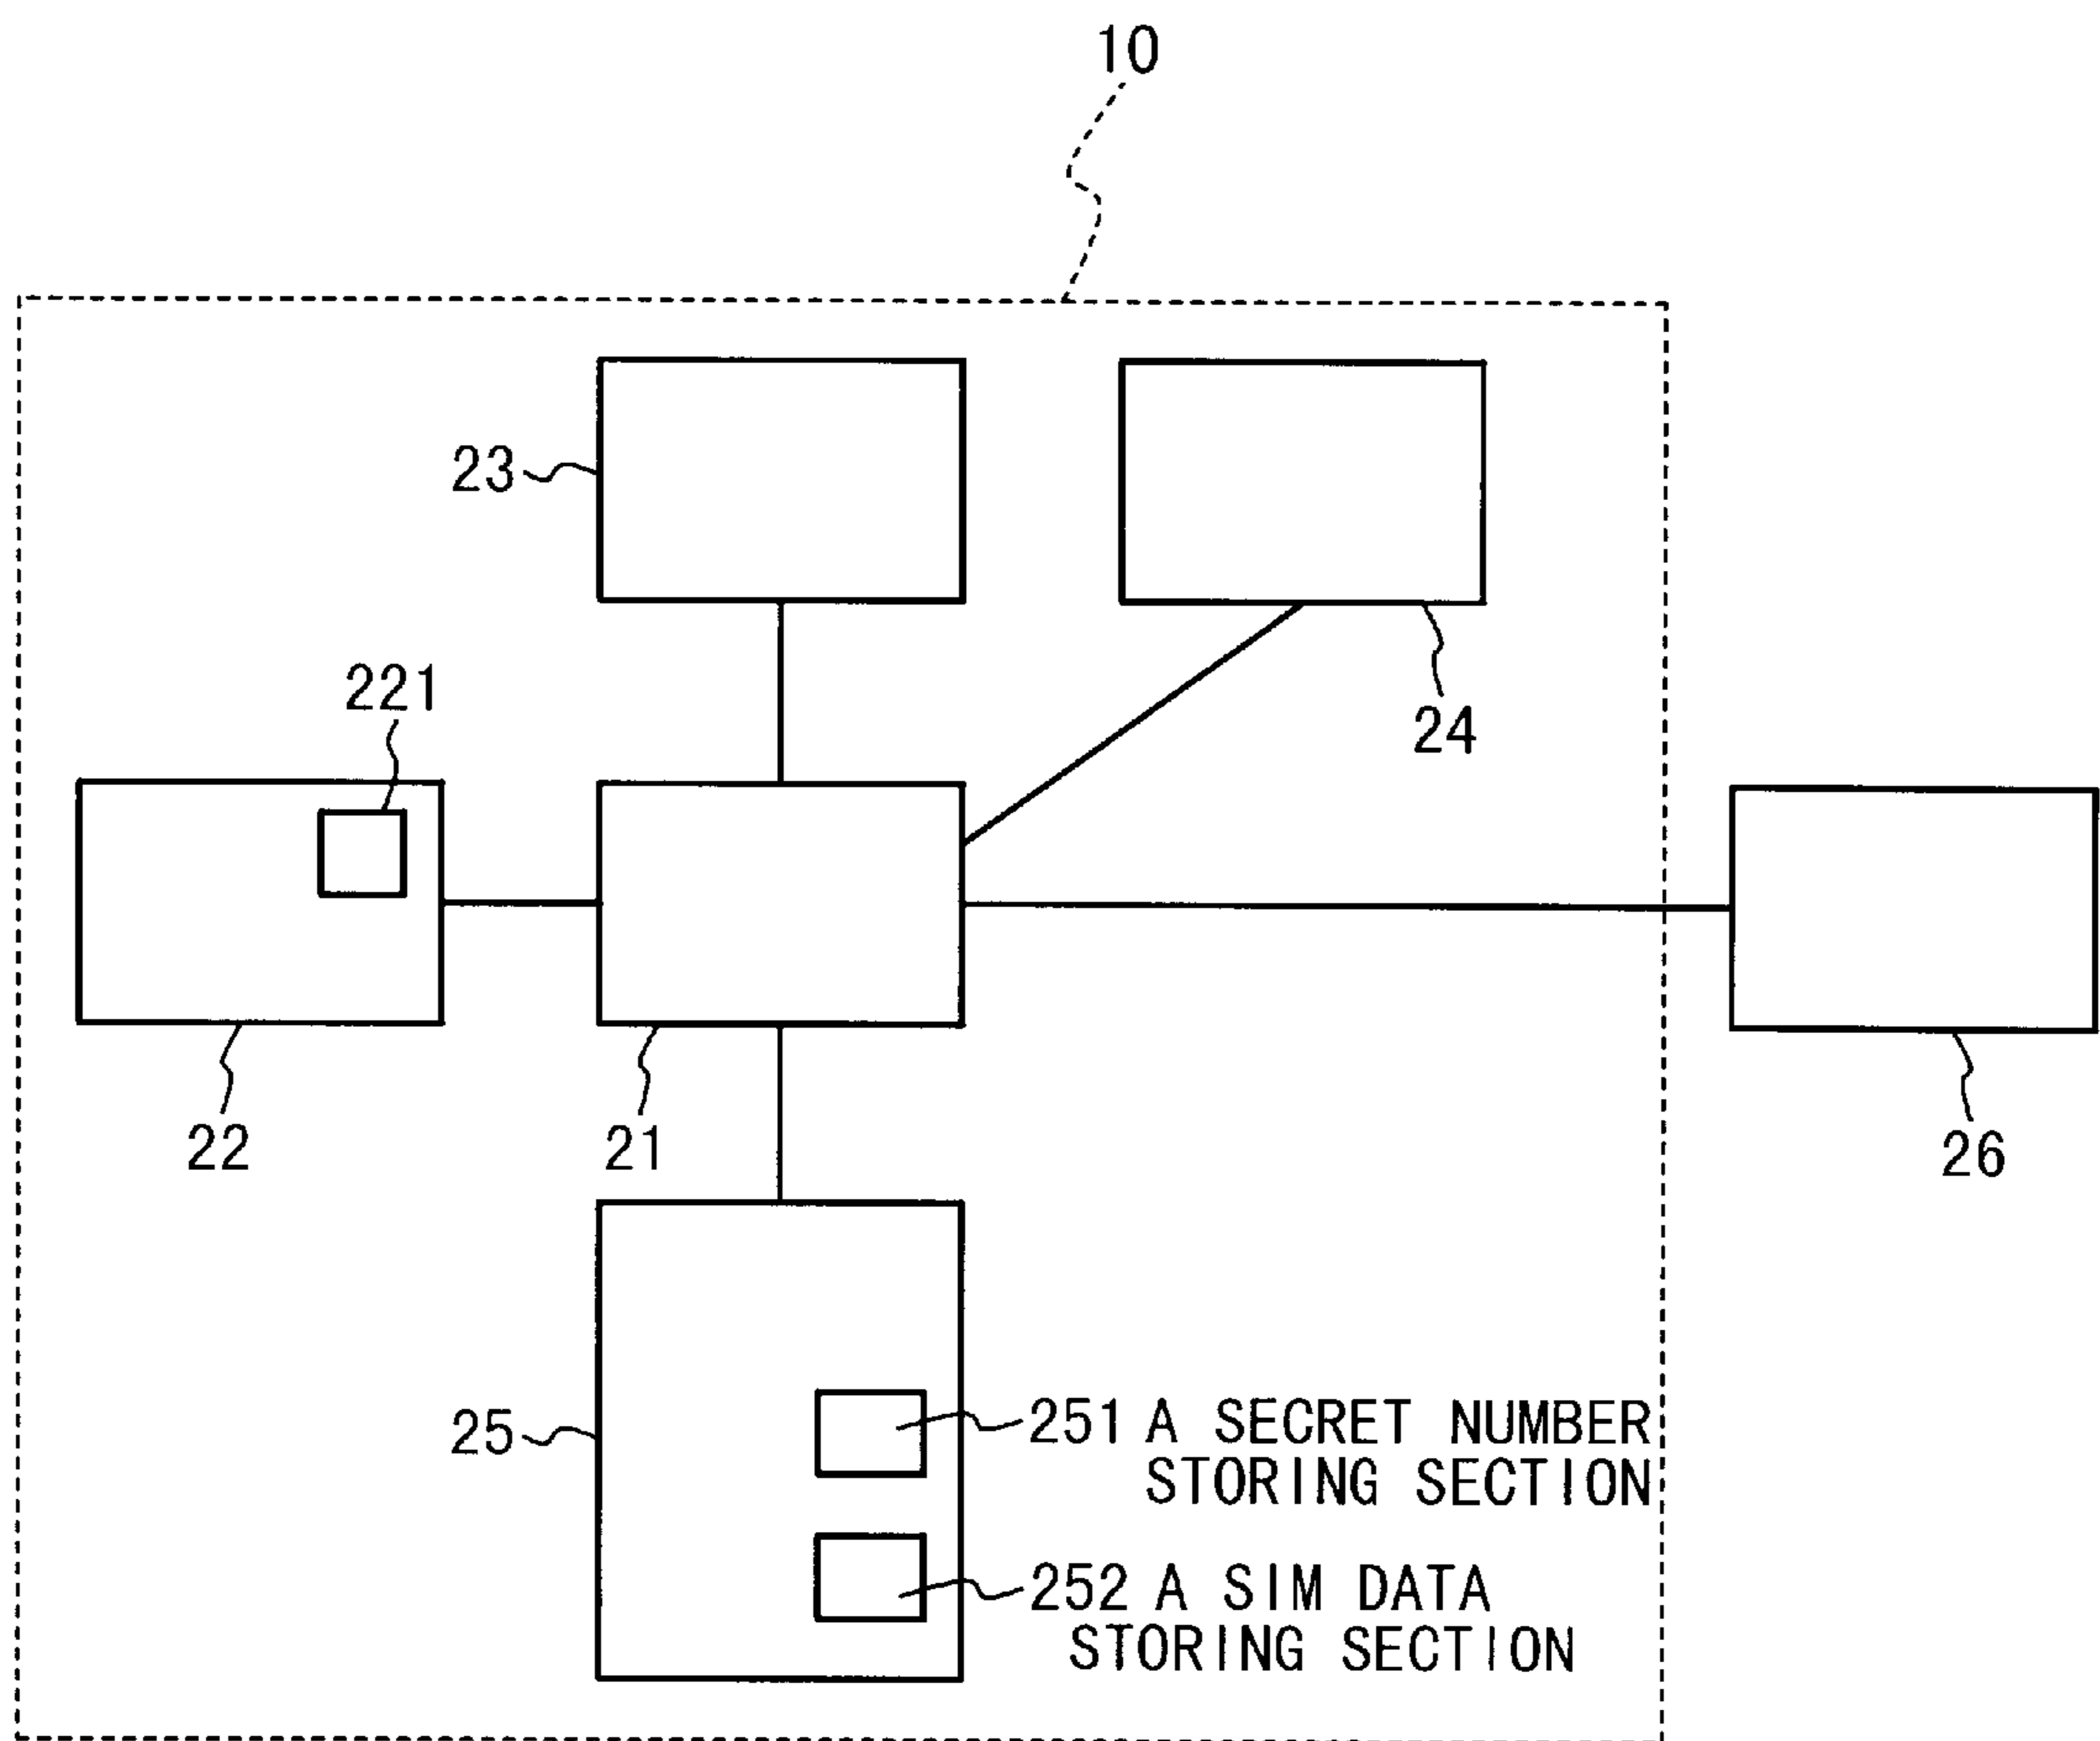 10
23
24
221
22
21
26
25
251 A SECRET NUMBER
STORING SECTION
252 A SIM DATA
STORING SECTION